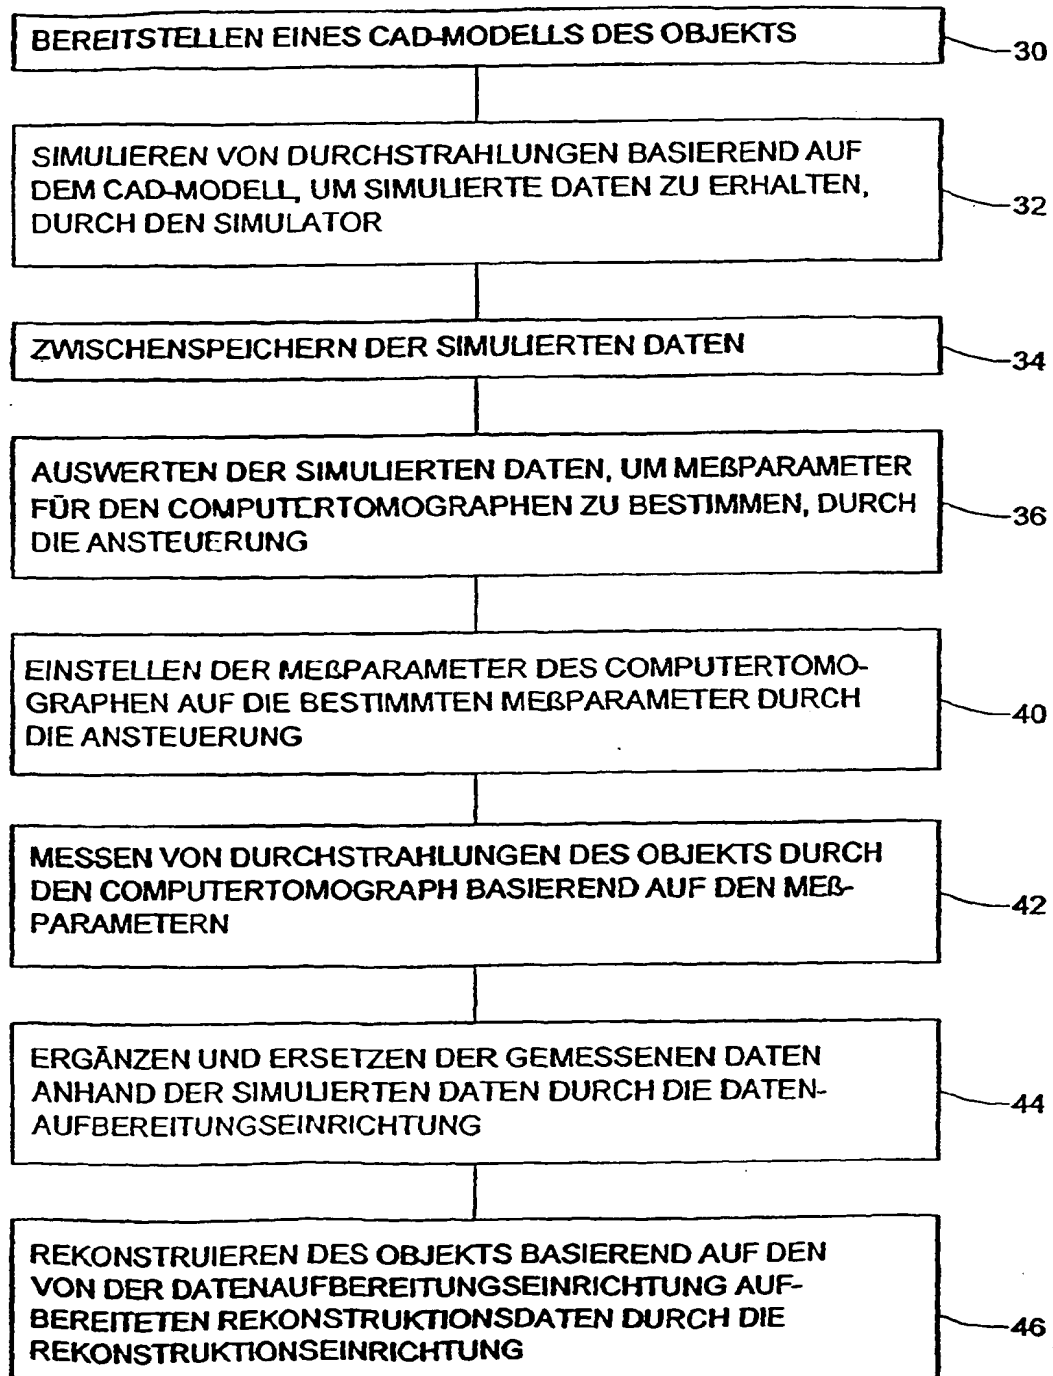 BEREITSTELLEN EINES CAD-MODELLS DES OBJEKTS
30
SIMULIEREN VON DURCHSTRAHLUNGEN BASIEREND AUF
DEM CAD-MODELL, UM SIMULIERTE DATEN ZU ERHALTEN,
DURCH DEN SIMULATOR
32
ZWISCHENSPEICHERN DER SIMULIERTEN DATEN
34
AUSWERTEN DER SIMULIERTEN DATEN, UM MEßPARAMETER
FÜR DEN COMPUTERTOMOGRAPHEN ZU BESTIMMEN, DURCH
DIE ANSTEUERUNG
36
EINSTELLEN DER MEßPARAMETER DES COMPUTERTOMO-
GRAPHEN AUF DIE BESTIMMTEN MEßPARAMETER DURCH
DIE ANSTEUERUNG
40
MESSEN VON DURCHSTRAHLUNGEN DES OBJEKTS DURCH
DEN COMPUTERTOMOGRAPH BASIEREND AUF DEN MEß-
PARAMETERN
42
ERGÄNZEN UND ERSETZEN DER GEMESSENEN DATEN
ANHAND DER SIMULIERTEN DATEN DURCH DIE DATEN-
AUFBEREITUNGSEINRICHTUNG
44
REKONSTRUIEREN DES OBJEKTS BASIEREND AUF DEN
VON DER DATENAUFBEREITUNGSEINRICHTUNG AUF-
BEREITETEN REKONSTRUKTIONSDATEN DURCH DIE
REKONSTRUKTIONSEINRICHTUNG
46